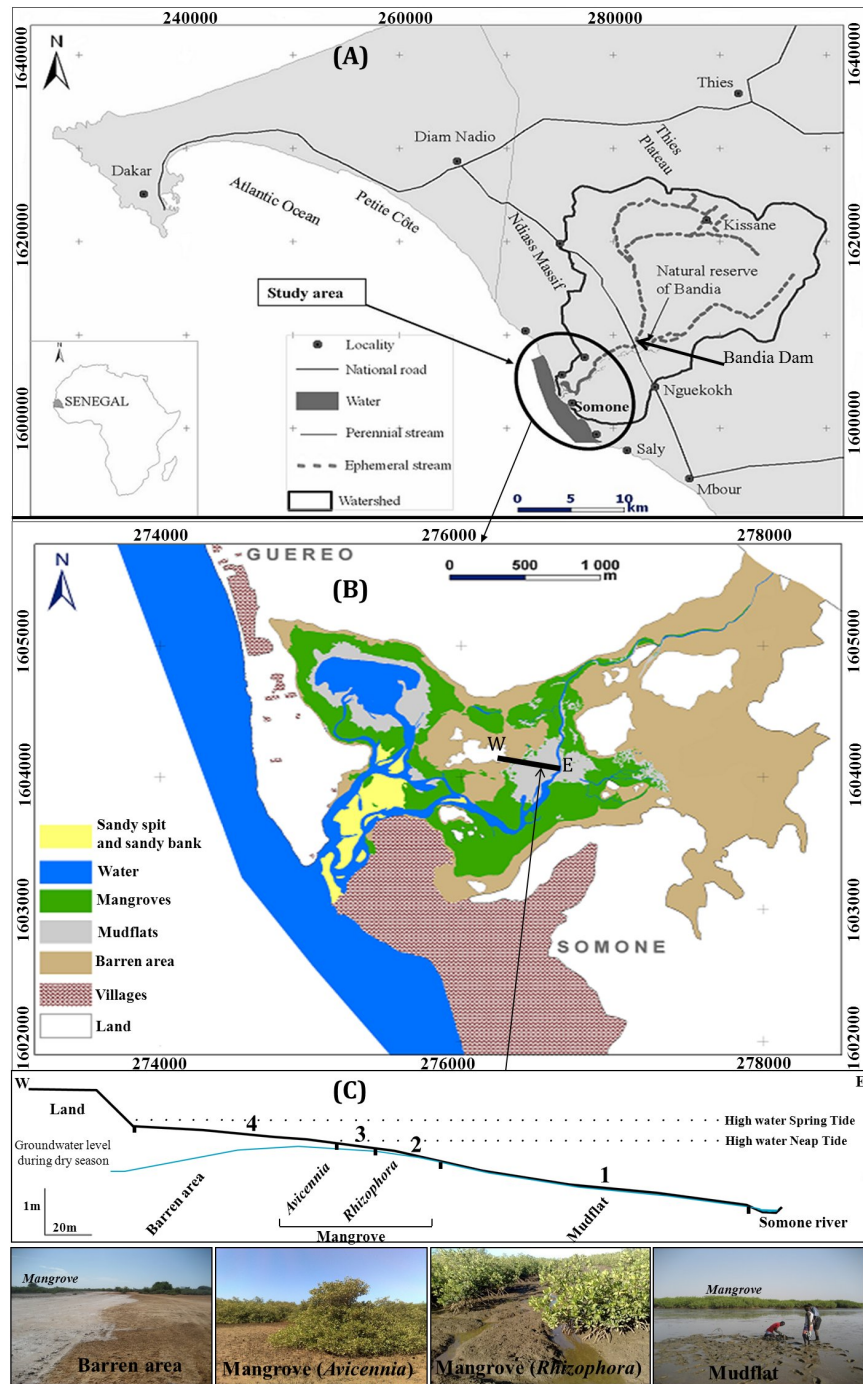 240000
260000
280000
N
(A)
1640000
1640000
Thies
Diam Nadio
Thies
Plateau
Dakar
Atlantic Ocean
Petite Côte
Kissane
1620000
1620000
Ndiass Massif
Natural reserve
of Bandia
Study area
Locality
National road
Bandia Dam
N
SENEGAL
Water
Nguekokh
Perennial stream
Somone
1600000
1600000
Ephemeral stream
Saly
Watershed
Mbour
0 5 10
km
274000
276000
278000
GUEREO
N
0 500 1 000
m
(B)
1605000
1605000
W
E
1604000
1604000
Sandy spit
and sandy bank
Water
Mangroves
1603000
1603000
Mudflats
SOMONE
Barren area
Villages
Land
1602000
1602000
274000
276000
278000
W
(C)
E
Land
4
High water Spring Tide
3
High water Neap Tide
Groundwater level
during dry season
2
1
Barren area
Avicennia
Rhizophora
Mudflat
1m
20m
Mangrove
Somone river
Mangrove
Barren area
Mangrove (Avicennia)
Mangrove (Rhizophora)
Mangrove
Mudflat